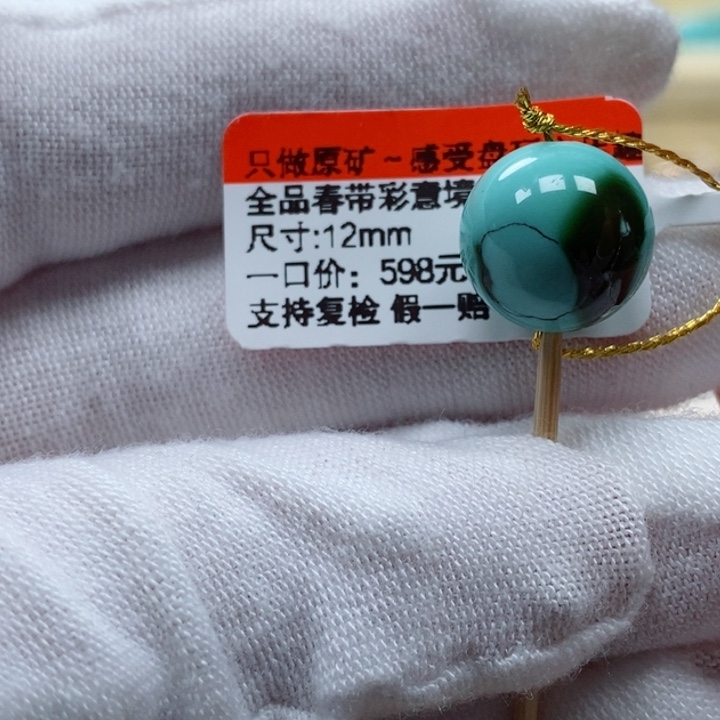 只做原矿~感受盘
全品春带彩意境
尺寸:12mm
一口价：598元
支持复检 假一赔